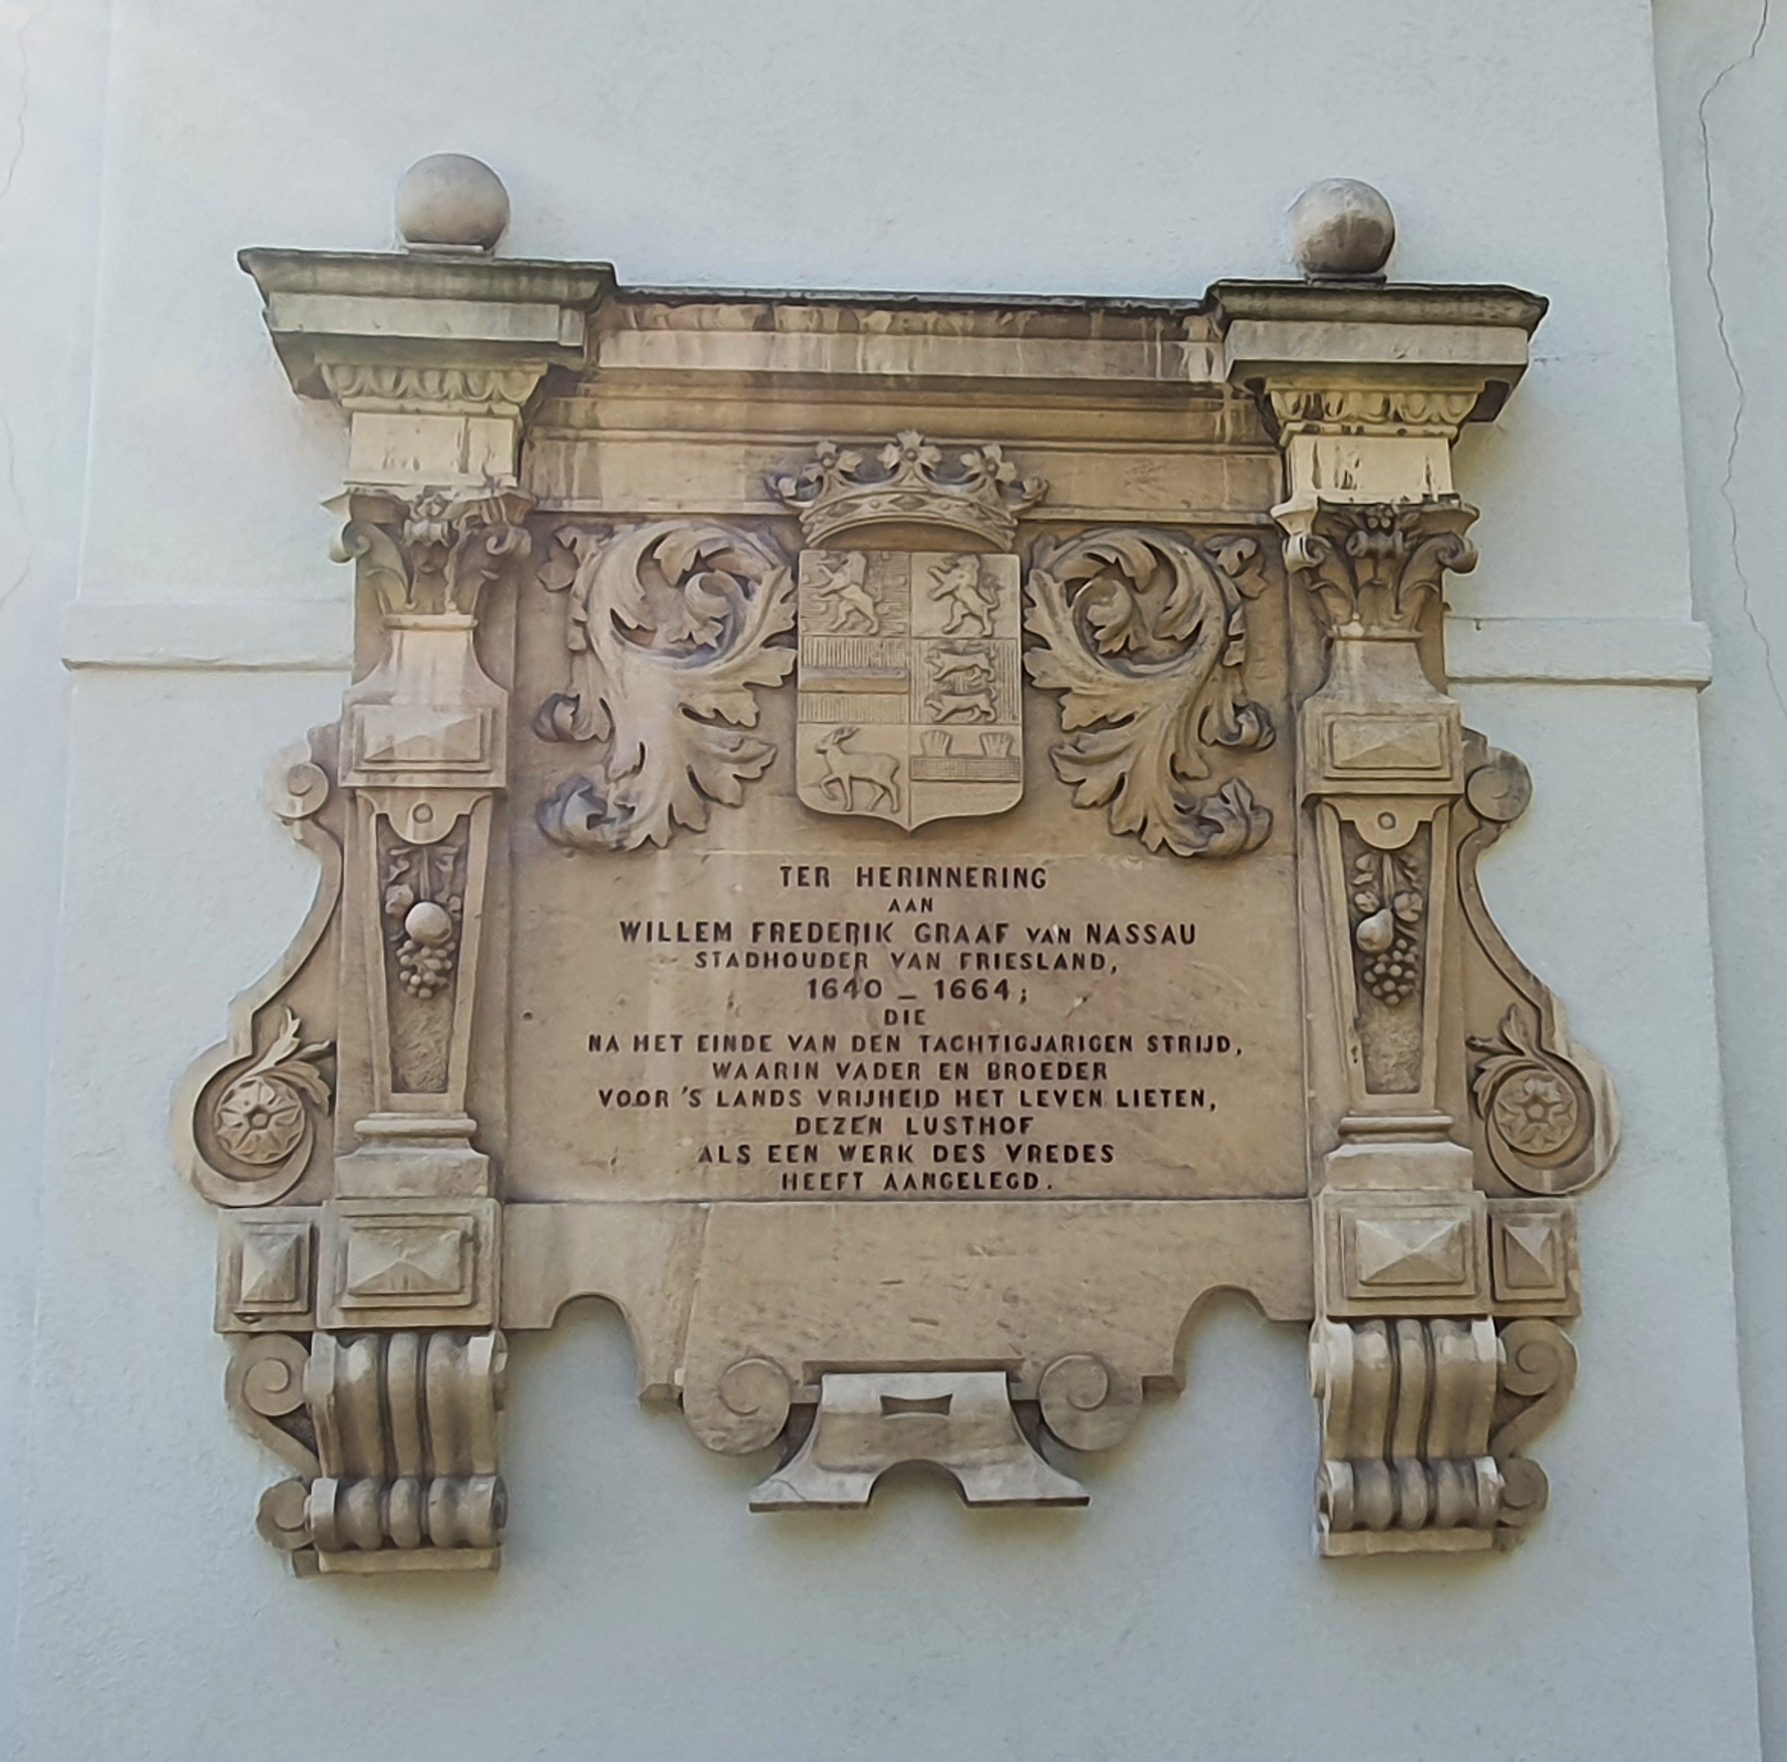 TER HERINNERING
AAN
WILLEM FREDERIK GRAAF VAN NASSAU
STADHOUDER VAN FRIESLAND,
1640 _ 1664;
DIE
NA HET EINDE VAN DEN TACHTIGJARIGEN STRIJD,
WAARIN VADER EN BROEDER
VOOR 'S LANDS VRIJHEID HET LEVEN LIETEN,
DEZEN LUSTHOF
ALS EEN WERK DES VREDES
HEEFT AANGELEGD.